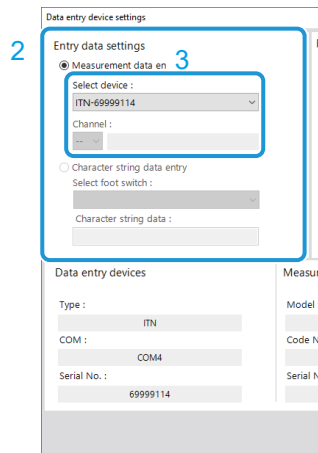 Data entry device settings
2
Entry data settings
Measurement data en
3
Select device :
ITN-69999114
Channel :
--
Character string data entry
Select foot switch :
Character string data :
Data entry devices
Measur
Type :
Model
ITN
COM :
Code N
COM4
Serial No. :
Serial N
69999114